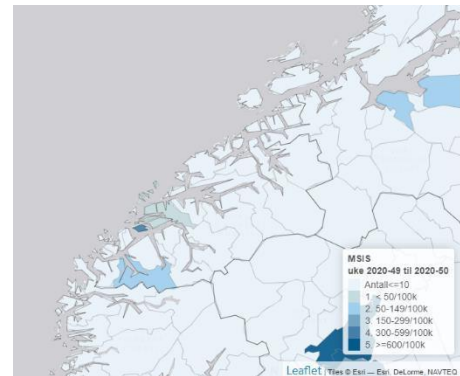 MSIS
uke 2020-49 til 2020-50
Antall<=10
1. < 50/100k
2. 50-149/100k
3. 150-299/100k
4. 300-599/100k
5. >=600/100k
Leaflet | Tiles © Esri — Esri, DeLorme, NAVTEQ